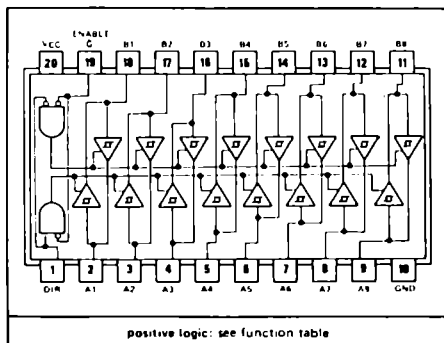 ENABLE
VCC G B1 B2 B3 B4 B5 B6 B7 B8
20 19 18 17 16 15 14 13 12 11
1 2 3 4 5 6 7 8 9 10
DIR A1 A2 A3 A4 A5 A6 A7 A8 GND
positive logic: see function table